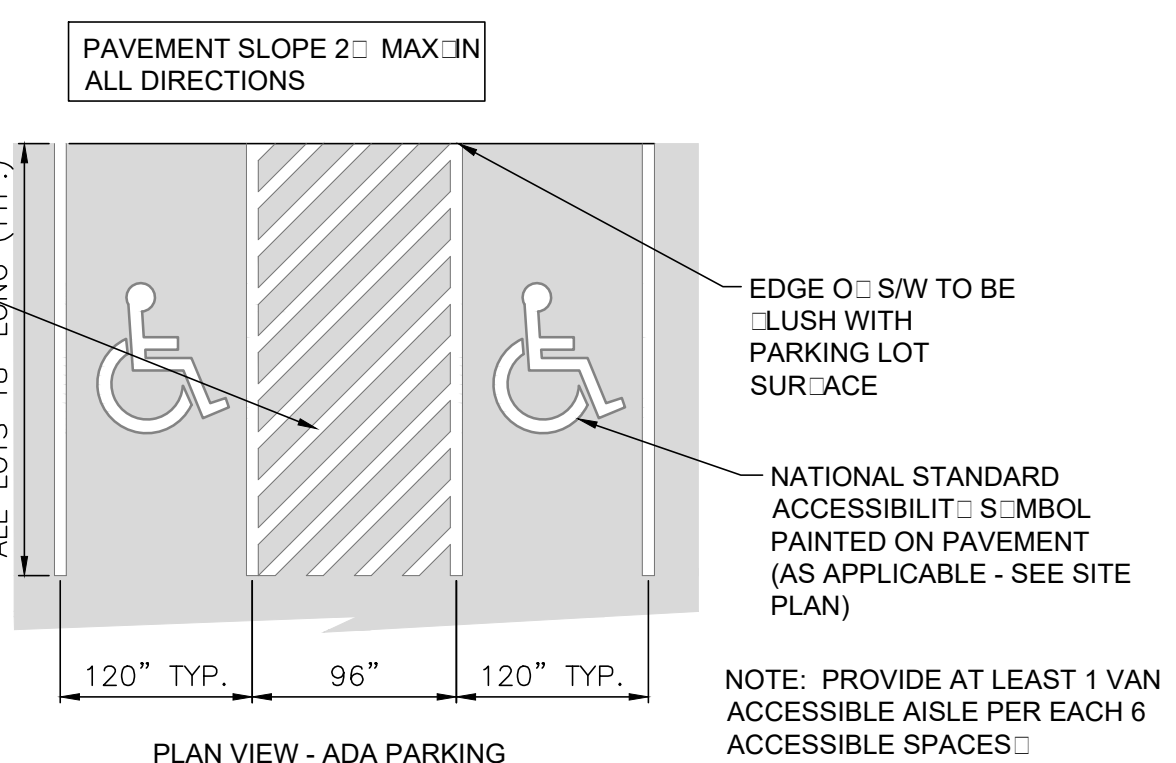 PAVEMENT SLOPE 2□ MAX□IN
ALL DIRECTIONS
EDGE O□ S/W TO BE
□LUSH WITH
PARKING LOT
SUR□ACE
NATIONAL STANDARD
ACCESSIBILIT□ S□MBOL
PAINTED ON PAVEMENT
(AS APPLICABLE - SEE SITE
PLAN)
120” TYP.
96”
120” TYP.
NOTE: PROVIDE AT LEAST 1 VAN
ACCESSIBLE AISLE PER EACH 6
ACCESSIBLE SPACES□
PLAN VIEW - ADA PARKING